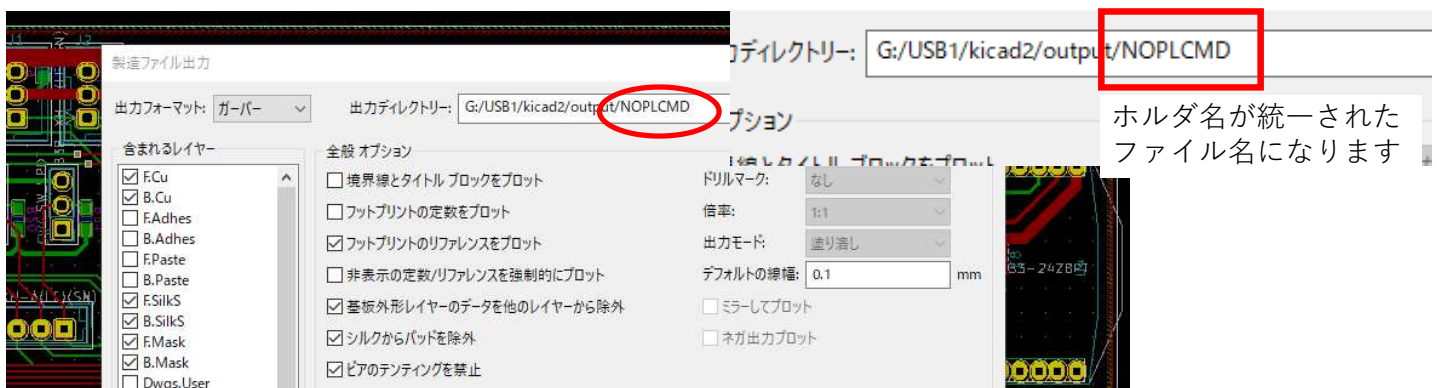 製造ファイル出力
出力フォーマット: ガーバー
出力ディレクトリー: G:/USB1/kicad2/output/NOPLCMD
含まれるレイヤー
F.Cu
B.Cu
F.Adhes
B.Adhes
F.Paste
B.Paste
F.SilkS
B.SilkS
F.Mask
B.Mask
Dwgs.User
全般 オプション
境界線とタイトル ブロックをプロット
フットプリントの定数をプロット
フットプリントのリファレンスをプロット
非表示の定数/リファレンスを強制的にプロット
基板外形レイヤーのデータを他のレイヤーから除外
シルクからパッドを除外
ビアのテンティングを禁止
ドリルマーク: なし
倍率: 1:1
出力モード: 塗り潰し
デフォルトの線幅: 0.1 mm
ミラーしてプロット
ネガ出力プロット
ディレクトリー: G:/USB1/kicad2/output/NOPLCMD
プション
ホルダ名が統一された
ファイル名になります